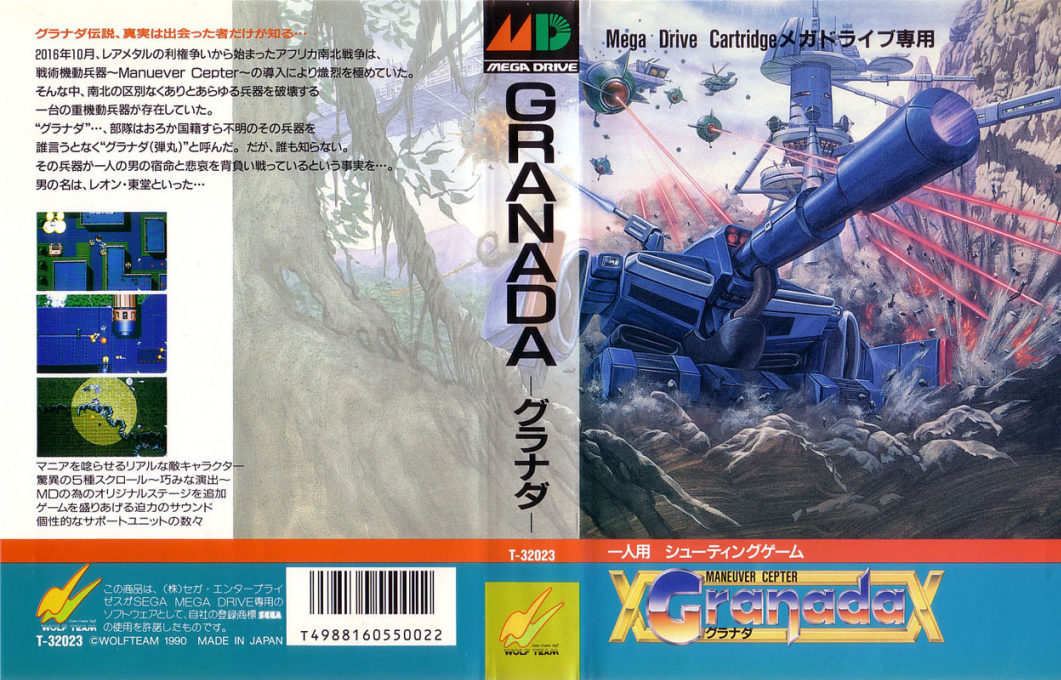 グラナダ伝説、真実は出会った者だけが知る…
2016年10月、レアメタルの利権争いから始まったアフリカ南北戦争は、
戦術機動兵器〜Manuever Cepter〜の導入により熾烈を極めていた。
そんな中、南北の区別なくありとあらゆる兵器を破壊する
一台の重機動兵器が存在していた。
“グラナダ”…、部隊はおろか国籍すら不明のその兵器を
誰言うとなく“グラナダ(弾丸)”と呼んだ。だが、誰も知らない。
その兵器が一人の男の宿命と悲哀を背負い戦っているという事実を…。
男の名は、レオン・東堂といった…
マニアを唸らせるリアルな敵キャラクター
驚異の5種スクロール〜巧みな演出〜
MDの為のオリジナルステージを追加
ゲームを盛りあげる迫力のサウンド
個性的なサポートユニットの数々
WOLF TEAM
この商品は、(株)セガ・エンタープライ
ゼスがSEGA MEGA DRIVE専用の
ソフトウエアとして、自社の登録商標 SEGA
の使用を許諾したものです。
T-32023 ©WOLFTEAM 1990 MADE IN JAPAN
T4988160550022
MD
MEGA DRIVE
GRANADA
—グラナダ—
T-32023
WOLF TEAM
Mega Drive Cartridgeメガドライブ専用
一人用 シューティングゲーム
MANEUVER CEPTER
Granada
グラナダ